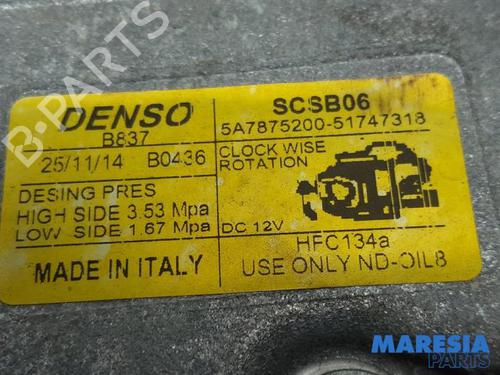 DENSO
B837
25/11/14 B0436
DESING PRES
HIGH SIDE 3.53 Mpa
LOW SIDE 1.67 Mpa
MADE IN ITALY
SCSB06
5A7875200-51747318
CLOCK WISE
ROTATION
DC 12V
HFC134a
USE ONLY ND-OIL8
MARESIA
PARTS